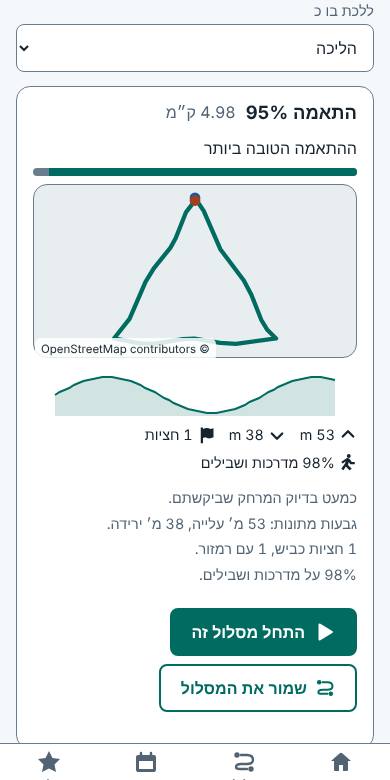 ללכת בו כ
הליכה
התאמה 95% 4.98 ק״מ
ההתאמה הטובה ביותר
OpenStreetMap contributors ©
53 m 38 m 1 חציות
98% מדרכות ושבילים
כמעט בדיוק המרחק שביקשתם.
גבעות מתונות: 53 מ׳ עלייה, 38 מ׳ ירידה.
1 חציות כביש, 1 עם רמזור.
98% על מדרכות ושבילים.
התחל מסלול זה
שמור את המסלול